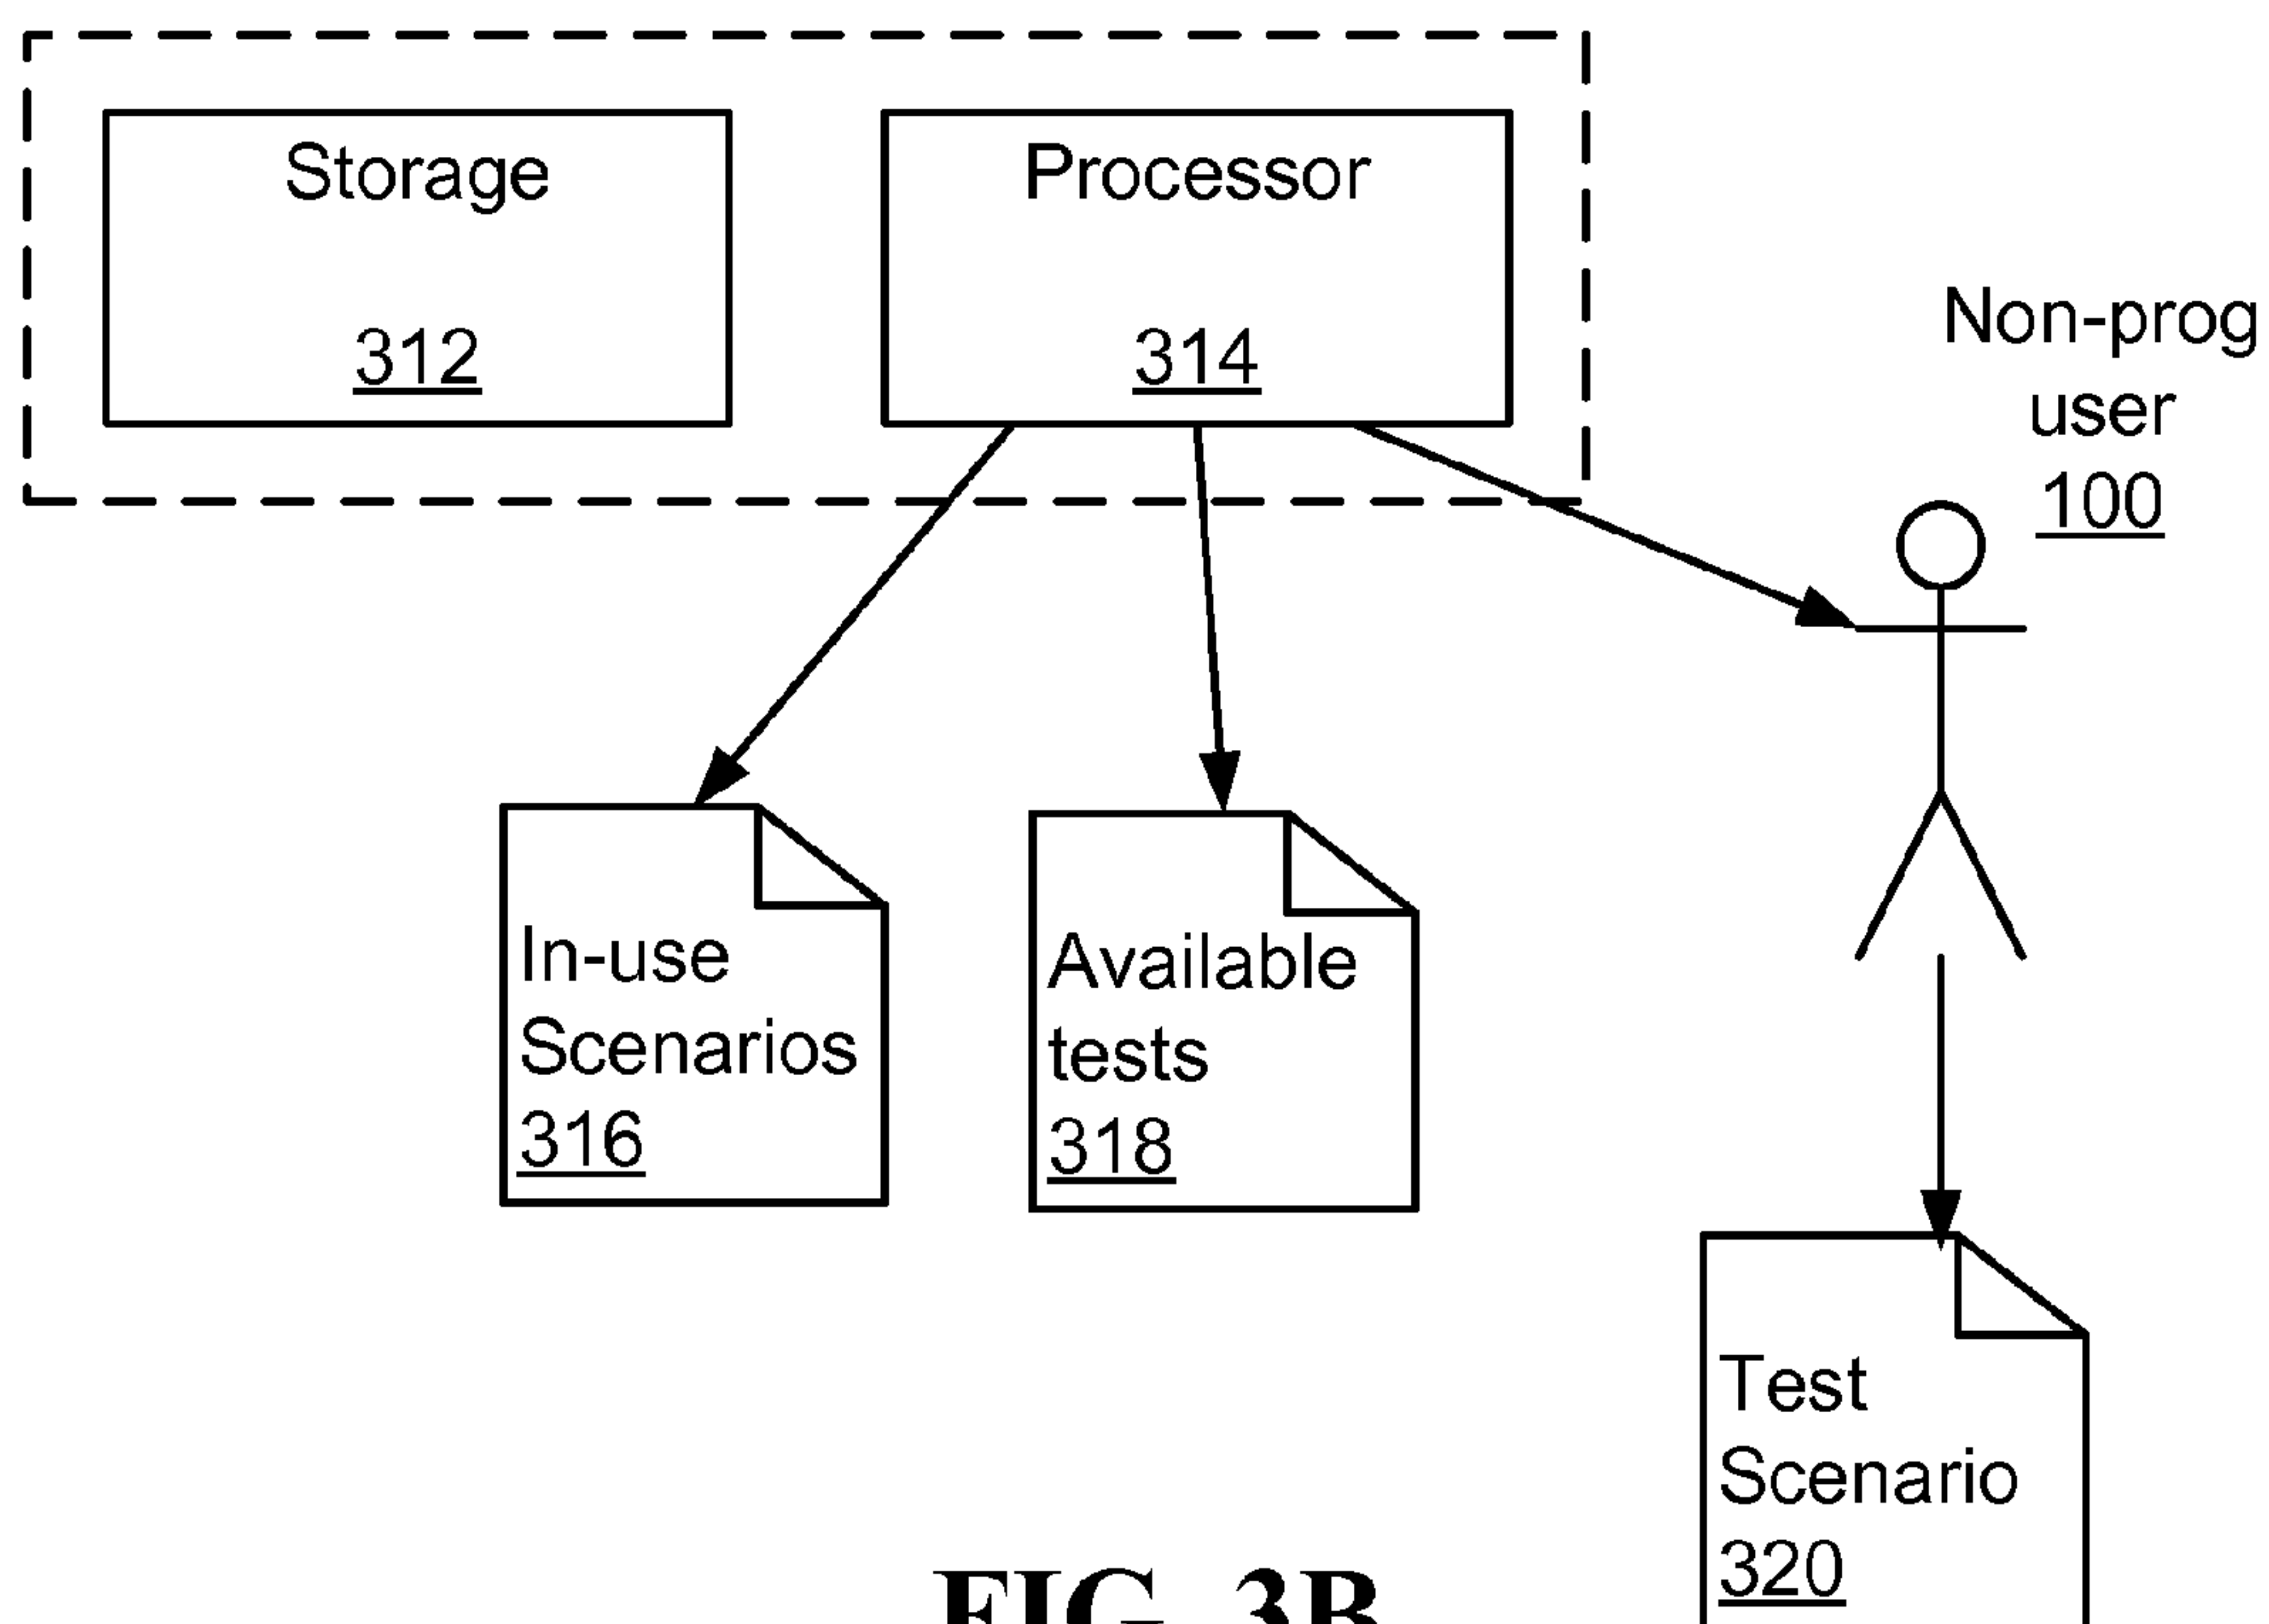 Storage
312
Processor
314
Non-prog
user
100
In-use
Scenarios
316
Available
tests
318
Test
Scenario
320
FIG. 3B